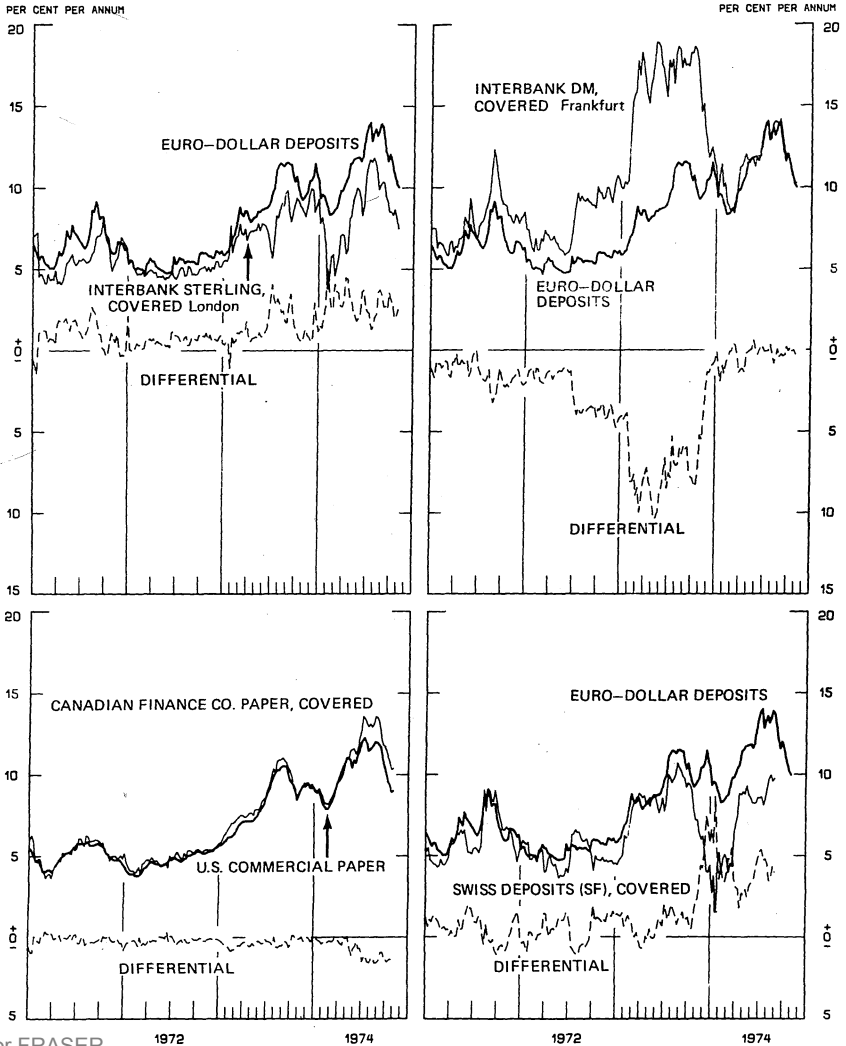 PER CENT PER ANNUM
PER CENT PER ANNUM
20
15
10
5
+
0
−
5
10
15
EURO–DOLLAR DEPOSITS
INTERBANK STERLING,
COVERED London
DIFFERENTIAL
INTERBANK DM,
COVERED Frankfurt
EURO–DOLLAR
DEPOSITS
DIFFERENTIAL
20
15
10
5
+
0
−
5
10
15
20
15
10
5
+
0
−
5
CANADIAN FINANCE CO. PAPER, COVERED
U.S. COMMERCIAL PAPER
DIFFERENTIAL
1972
1974
EURO–DOLLAR DEPOSITS
SWISS DEPOSITS (SF), COVERED
DIFFERENTIAL
20
15
10
5
+
0
−
5
1972
1974
FRASER